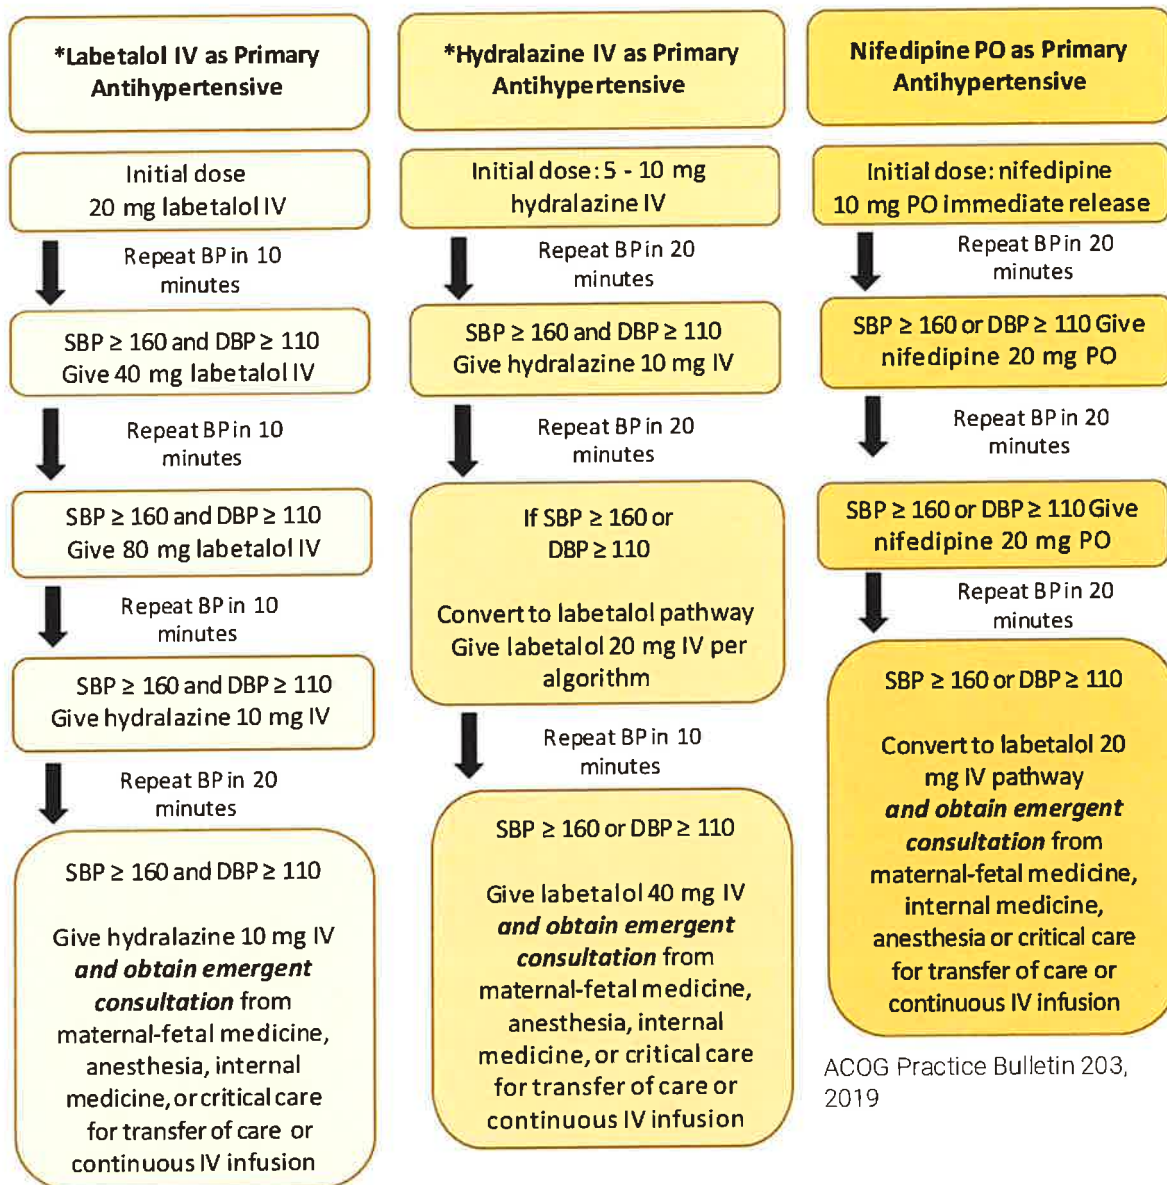 *Labetalol IV as Primary
Antihypertensive
Initial dose
20 mg labetalol IV
Repeat BP in 10
minutes
SBP ≥ 160 and DBP ≥ 110
Give 40 mg labetalol IV
Repeat BP in 10
minutes
SBP ≥ 160 and DBP ≥ 110
Give 80 mg labetalol IV
Repeat BP in 10
minutes
SBP ≥ 160 and DBP ≥ 110
Give hydralazine 10 mg IV
Repeat BP in 20
minutes
SBP ≥ 160 and DBP ≥ 110
Give hydralazine 10 mg IV
and obtain emergent
consultation from
maternal-fetal medicine,
anesthesia, internal
medicine, or critical care
for transfer of care or
continuous IV infusion
*Hydralazine IV as Primary
Antihypertensive
Initial dose: 5 - 10 mg
hydralazine IV
Repeat BP in 20
minutes
SBP ≥ 160 and DBP ≥ 110
Give hydralazine 10 mg IV
Repeat BP in 20
minutes
If SBP ≥ 160 or
DBP ≥ 110
Convert to labetalol pathway
Give labetalol 20 mg IV per
algorithm
Repeat BP in 10
minutes
SBP ≥ 160 or DBP ≥ 110
Give labetalol 40 mg IV
and obtain emergent
consultation from
maternal-fetal medicine,
anesthesia, internal
medicine, or critical care
for transfer of care or
continuous IV infusion
Nifedipine PO as Primary
Antihypertensive
Initial dose: nifedipine
10 mg PO immediate release
Repeat BP in 20
minutes
SBP ≥ 160 or DBP ≥ 110 Give
nifedipine 20 mg PO
Repeat BP in 20
minutes
SBP ≥ 160 or DBP ≥ 110 Give
nifedipine 20 mg PO
Repeat BP in 20
minutes
SBP ≥ 160 or DBP ≥ 110
Convert to labetalol 20
mg IV pathway
and obtain emergent
consultation from
maternal-fetal medicine,
internal medicine,
anesthesia or critical care
for transfer of care or
continuous IV infusion
ACOG Practice Bulletin 203,
2019